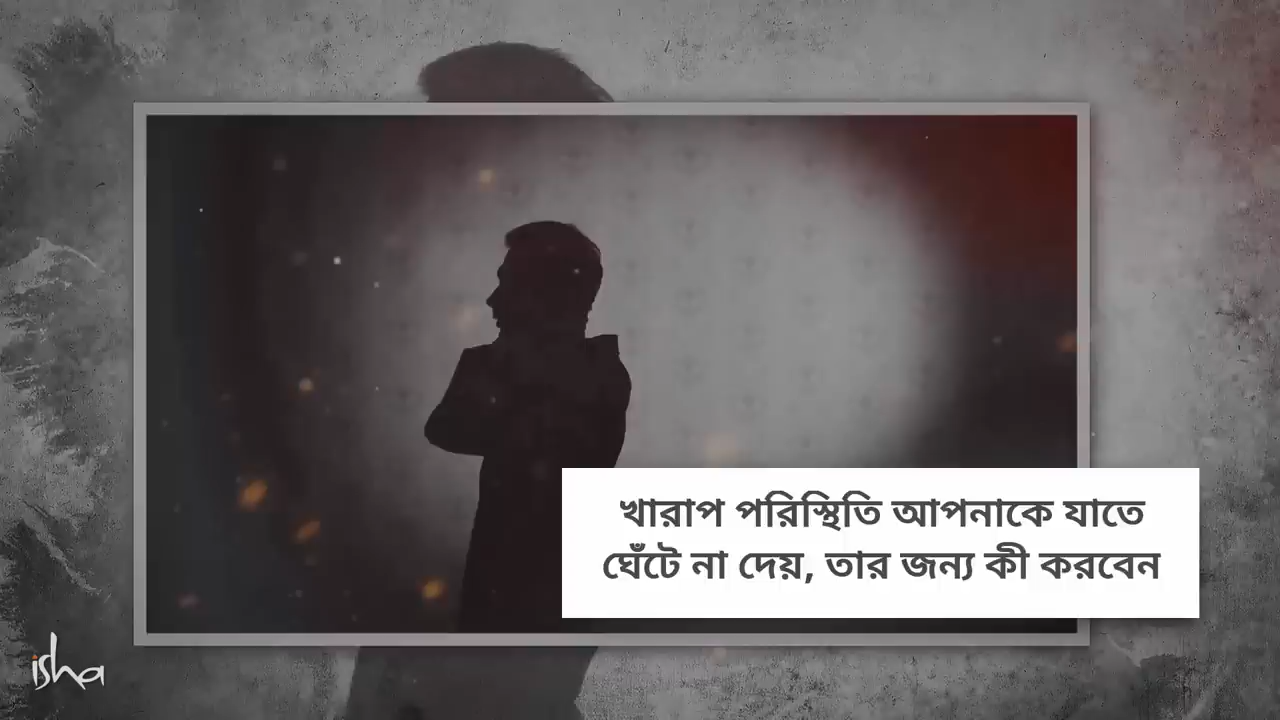 খারাপ পরিস্থিতি আপনাকে যাতে
ঘেঁটে না দেয়, তার জন্য কী করবেন
isha